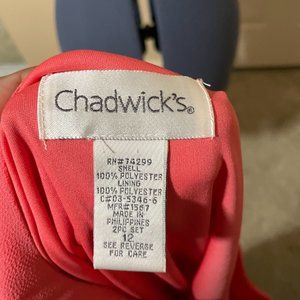 Chadwick's®
RN#74299
SHELL
100% POLYESTER
LINING
100% POLYESTER
C#03-5346-6
MFR#1567
MADE IN
PHILIPPINES
2PC SET
12
SEE REVERSE
FOR CARE